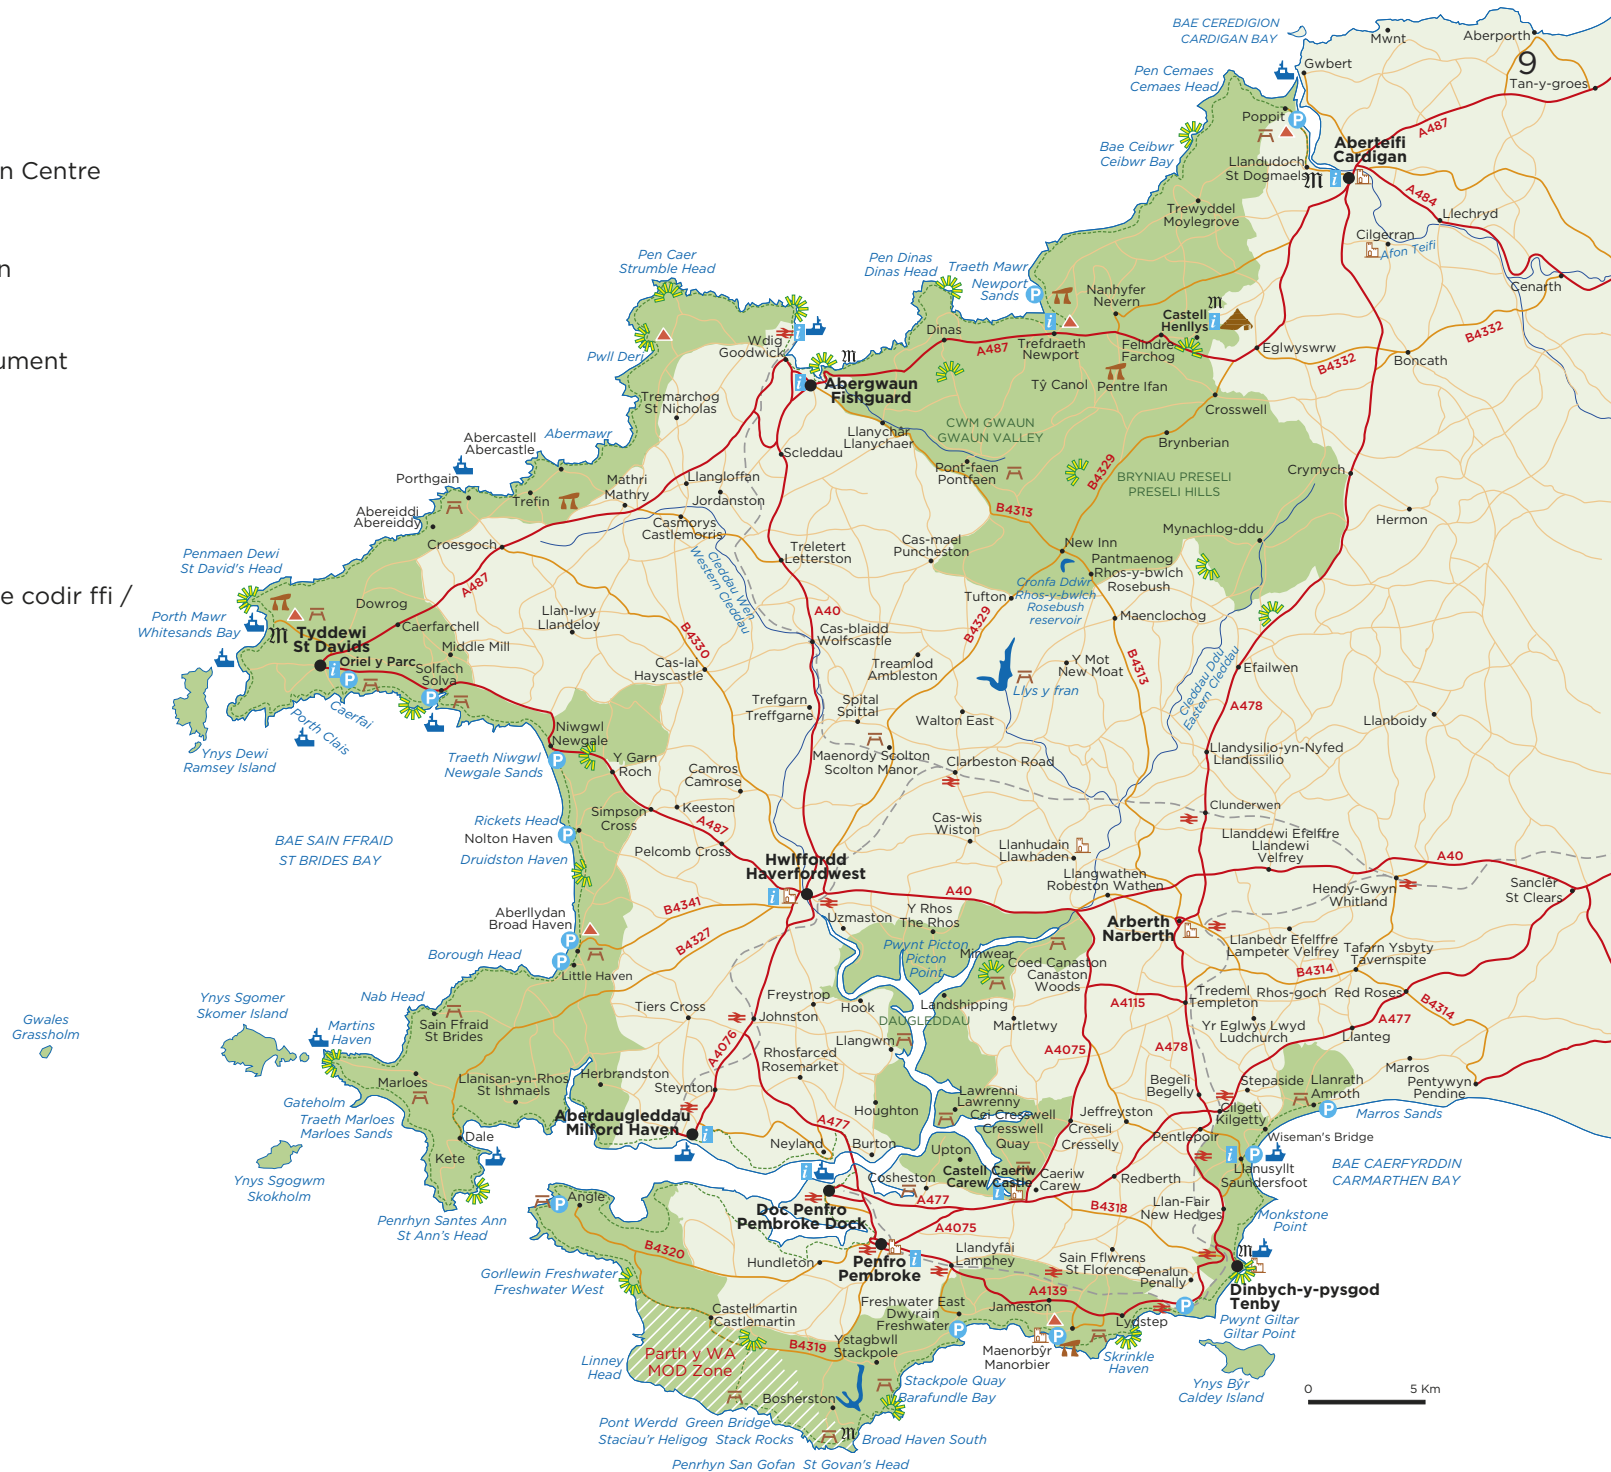 n Centre
n
ument
e codir ffi /
9
BAE CEREDIGION
CARDIGAN BAY
Mwnt
Aberporth
Gwbert
Tan-y-groes
Pen Cemaes
Cemaes Head
Poppit
A487
Aberteifi
Cardigan
Bae Ceibwr
Ceibwr Bay
Llandudoch
St Dogmaels
A484
Llechryd
Trewyddel
Moylegrove
Cilgerran
Afon Teifi
Cenarth
Pen Caer
Strumble Head
Pen Dinas
Dinas Head
Traeth Mawr
Newport
Sands
Nanhyfer
Nevern
Castell
Henllys
Dinas
A487
Trefdraeth
Newport
Felindre
Farchog
Eglwyswrw
B4332
B4332
Boncath
Wdig
Goodwick
Pwll Deri
Abergwaun
Fishguard
Tŷ Canol
Pentre Ifan
Crosswell
Tremarchog
St Nicholas
Llanychâr
Llanychaer
CWM GWAUN
GWAUN VALLEY
Brynberian
Abercastell
Abercastle
Abermawr
Scleddau
Pont-faen
Pontfaen
B4329
BRYNIAU PRESELI
PRESELI HILLS
Crymych
Porthgain
Mathri
Mathry
Llangloffan
Jordanston
Trefin
B4313
Abereiddi
Abereiddy
Casmorys
Castlemorris
Hermon
Croesgoch
Mynachlog-ddu
Treletert
Letterston
Cas-mael
Puncheston
New Inn
Pantmaenog
Rhos-y-bwlch
Rosebush
Penmaen Dewi
St David's Head
Cleddau Wen
Western Cleddau
Cronfa Ddŵr
Rhos-y-bwlch
Rosebush
reservoir
A487
Tufton
Dowrog
Llan-lwy
Llandeloy
A40
B4329
Maenclochog
Porth Mawr
Whitesands Bay
Tyddewi
St Davids
Caerfarchell
Middle Mill
B4330
Cas-blaidd
Wolfscastle
Oriel y Parc
Solfach
Solva
Cas-lai
Hayscastle
Treamlod
Ambleston
Y Mot
New Moat
B4313
Cleddau Ddu
Eastern Cleddau
Efailwen
Llys y fran
A478
Caerfai
Porth Clais
Trefgarn
Treffgarne
Spital
Spittal
Walton East
Llanboidy
Ynys Dewi
Ramsey Island
Niwgwl
Newgale
Traeth Niwgwl
Newgale Sands
Y Garn
Roch
Camros
Camrose
Maenordy Scolton
Scolton Manor
Clarbeston Road
Llandysilio-yn-Nyfed
Llandissilio
Rickets Head
Nolton Haven
Simpson
Cross
Keeston
A487
Clunderwen
BAE SAIN FFRAID
ST BRIDES BAY
Druidston Haven
Pelcomb Cross
Cas-wis
Wiston
Llanhudain
Llawhaden
Llanddewi Efelffre
Llandewi
Velfrey
Hwlffordd
Haverfordwest
Llangwathen
Robeston Wathen
A40
A40
Hendy-Gwyn
Whitland
Sanclêr
St Clears
Aberllydan
Broad Haven
B4341
Uzmaston
Y Rhos
The Rhos
Arberth
Narberth
B4327
Llanbedr Efelffre
Lampeter Velfrey
Tafarn Ysbyty
Tavernspite
Borough Head
Little Haven
Pwynt Picton
Picton
Point
Minwear
Coed Canaston
Canaston
Woods
B4314
Ynys Sgomer
Skomer Island
Nab Head
Tiers Cross
Freystrop
Johnston
Hook
Landshipping
A4115
Tredeml
Templeton
Rhos-goch
Red Roses
B4314
Gwales
Grassholm
Martins
Haven
Sain Ffraid
St Brides
DAUGLEDDAU
Martletwy
Yr Eglwys Lwyd
Ludchurch
A477
Llanteg
A4076
Llangwm
A4075
A478
Rhosfarced
Rosemarket
Marros
Marloes
Llanisan-yn-Rhos
St Ishmaels
Herbrandston
Steynton
Begeli
Begelly
Stepaside
Llanrath
Amroth
Pentywyn
Pendine
Gateholm
Traeth Marloes
Marloes Sands
Aberdaugleddau
Milford Haven
A477
Houghton
Lawrenni
Lawrenny
Cei Cresswell
Cresswell
Quay
Jeffreyston
Creseli
Cresselly
Cilgeti
Kilgetty
Marros Sands
Dale
Neyland
Burton
Pentlepoir
Wiseman's Bridge
Kete
Upton
Llanusyllt
Saundersfoot
BAE CAERFYRDDIN
CARMARTHEN BAY
Ynys Sgogwm
Skokholm
Cosheston
Castell Caeriw
Carew Castle
Caeriw
Carew
Redberth
Angle
Doc Penfro
Pembroke Dock
A477
Llan-Fair
New Hedges
B4318
Monkstone
Point
Penrhyn Santes Ann
St Ann's Head
A4075
B4320
Hundleton
Penfro
Pembroke
Llandyfâi
Lamphey
Sain Fflwrens
St Florence
Penalun
Penally
Gorllewin Freshwater
Freshwater West
A4139
Dinbych-y-pysgod
Tenby
Castellmartin
Castlemartin
Freshwater East
Dwyrain
Freshwater
Jameston
Lydstep
Pwynt Giltar
Giltar Point
Linney
Head
Parth y WA
MOD Zone
B4319
Ystagbwll
Stackpole
Maenorbŷr
Manorbier
Skrinkle
Haven
Ynys Bŷr
Caldey Island
0
5 Km
Bosherston
Stackpole Quay
Barafundle Bay
Pont Werdd Green Bridge
Staciau'r Heligog Stack Rocks
Broad Haven South
Penrhyn San Gofan St Govan's Head